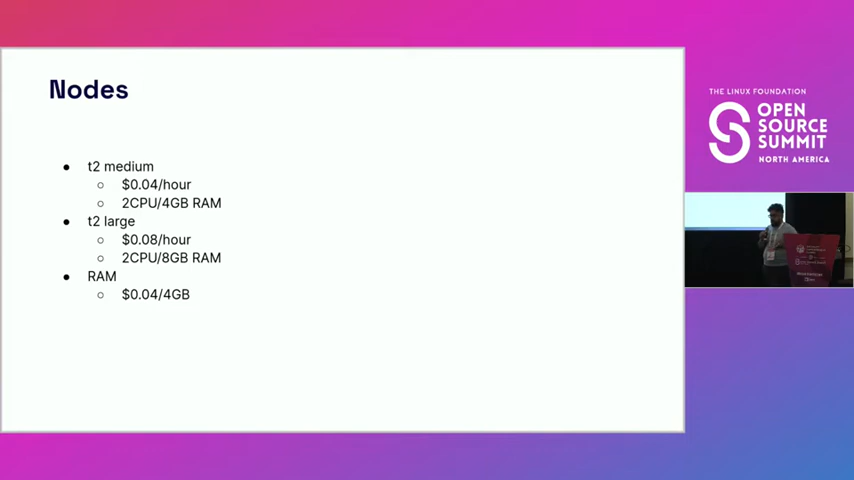 Nodes
● t2 medium
○ $0.04/hour
○ 2CPU/4GB RAM
● t2 large
○ $0.08/hour
○ 2CPU/8GB RAM
● RAM
○ $0.04/4GB
THE LINUX FOUNDATION
OPEN
SOURCE
SUMMIT
NORTH AMERICA